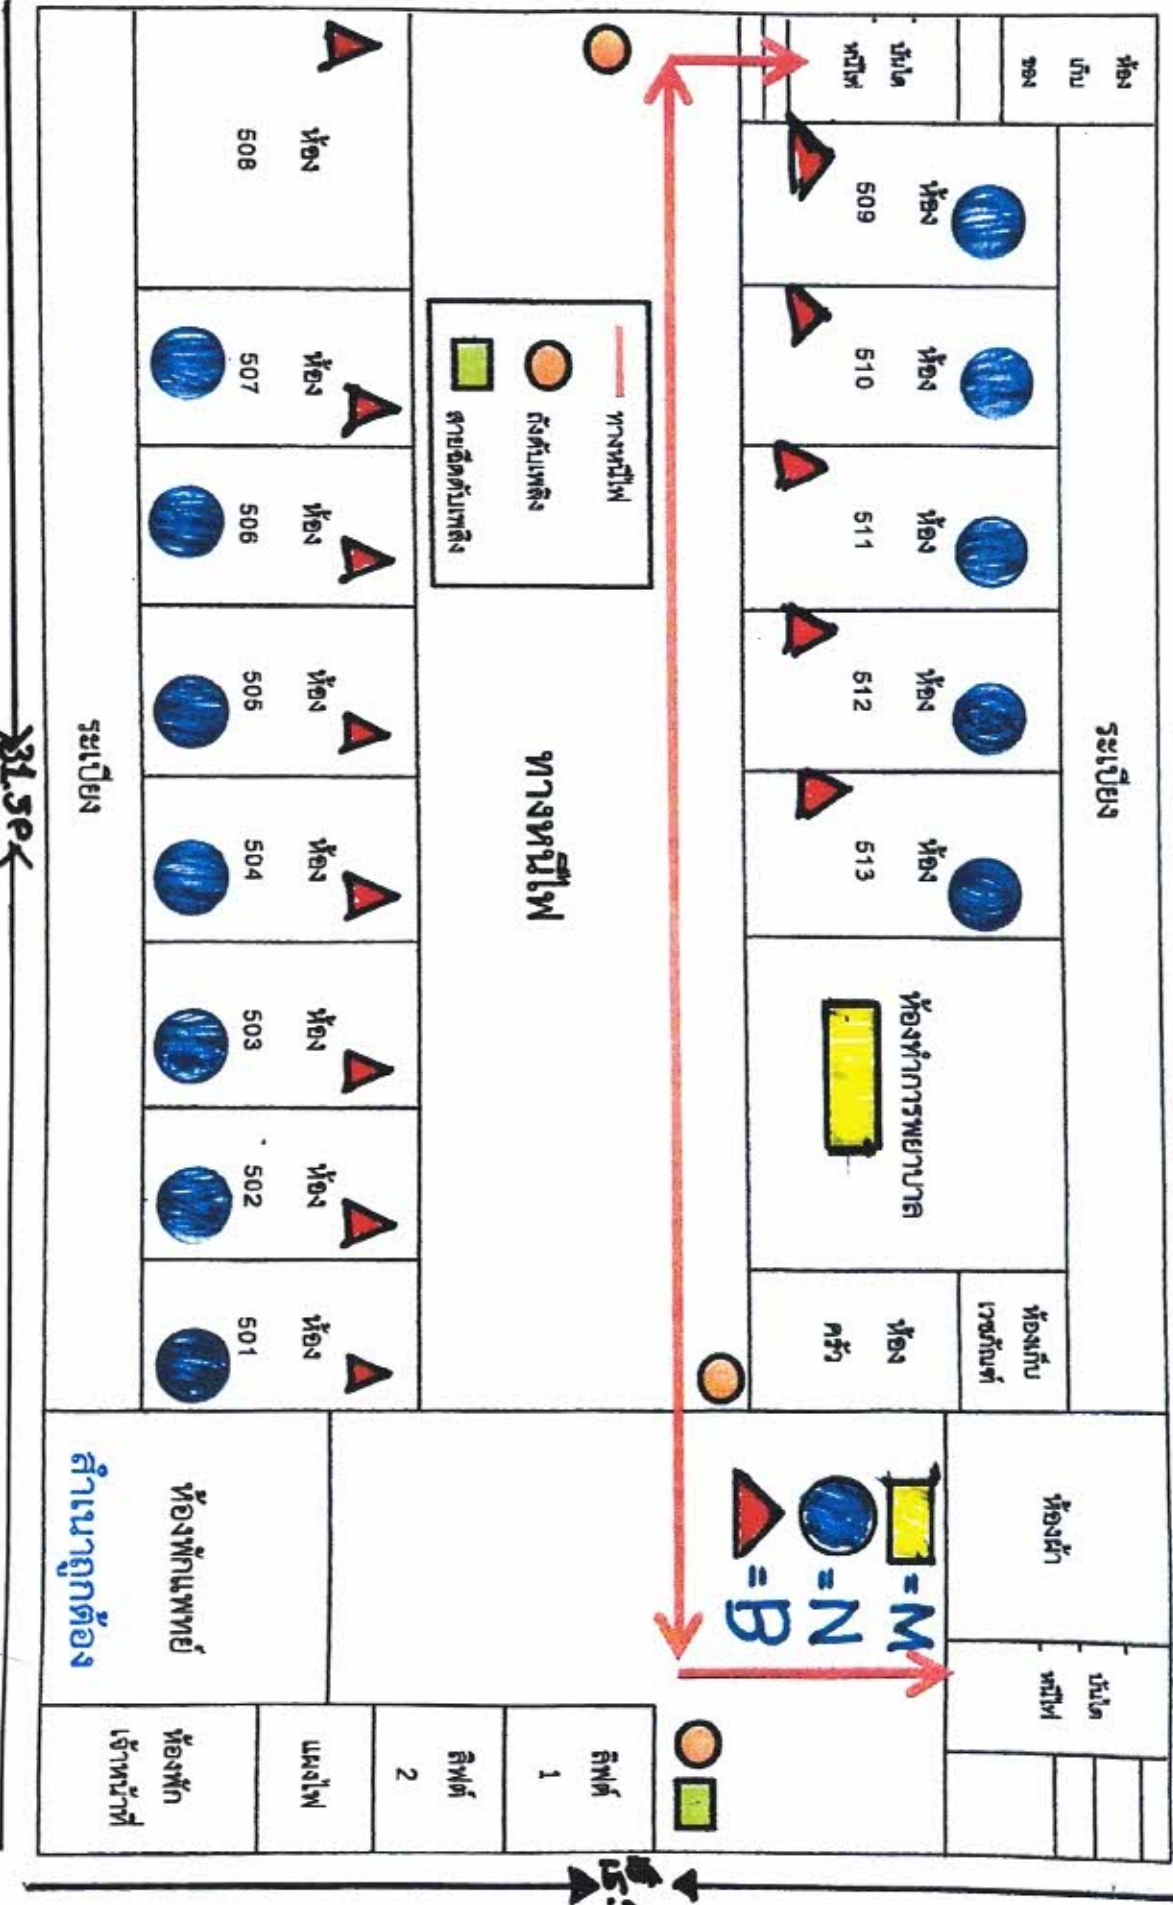 ห้อง
เก็บ
ของ
บันได
หนีไฟ
ระเบียง
ห้อง
509
ห้อง
510
ห้อง
511
ห้อง
512
ห้อง
513
ห้องทำการพยาบาล
ห้องเก็บ
เวชภัณฑ์
ห้อง
ครัว
ห้องผ้า
บันได
หนีไฟ
=M
=N
=B
ทางหนีไฟ
ถังดับเพลิง
สายฉีดดับเพลิง
ทางหนีไฟ
ห้อง
508
ห้อง
507
ห้อง
506
ห้อง
505
ห้อง
504
ห้อง
503
ห้อง
502
ห้อง
501
ระเบียง
ลิฟต์
1
ลิฟต์
2
แผงไฟ
ห้องพัก
เจ้าหน้าที่
ห้องพักแพทย์
สำเนาถูกต้อง